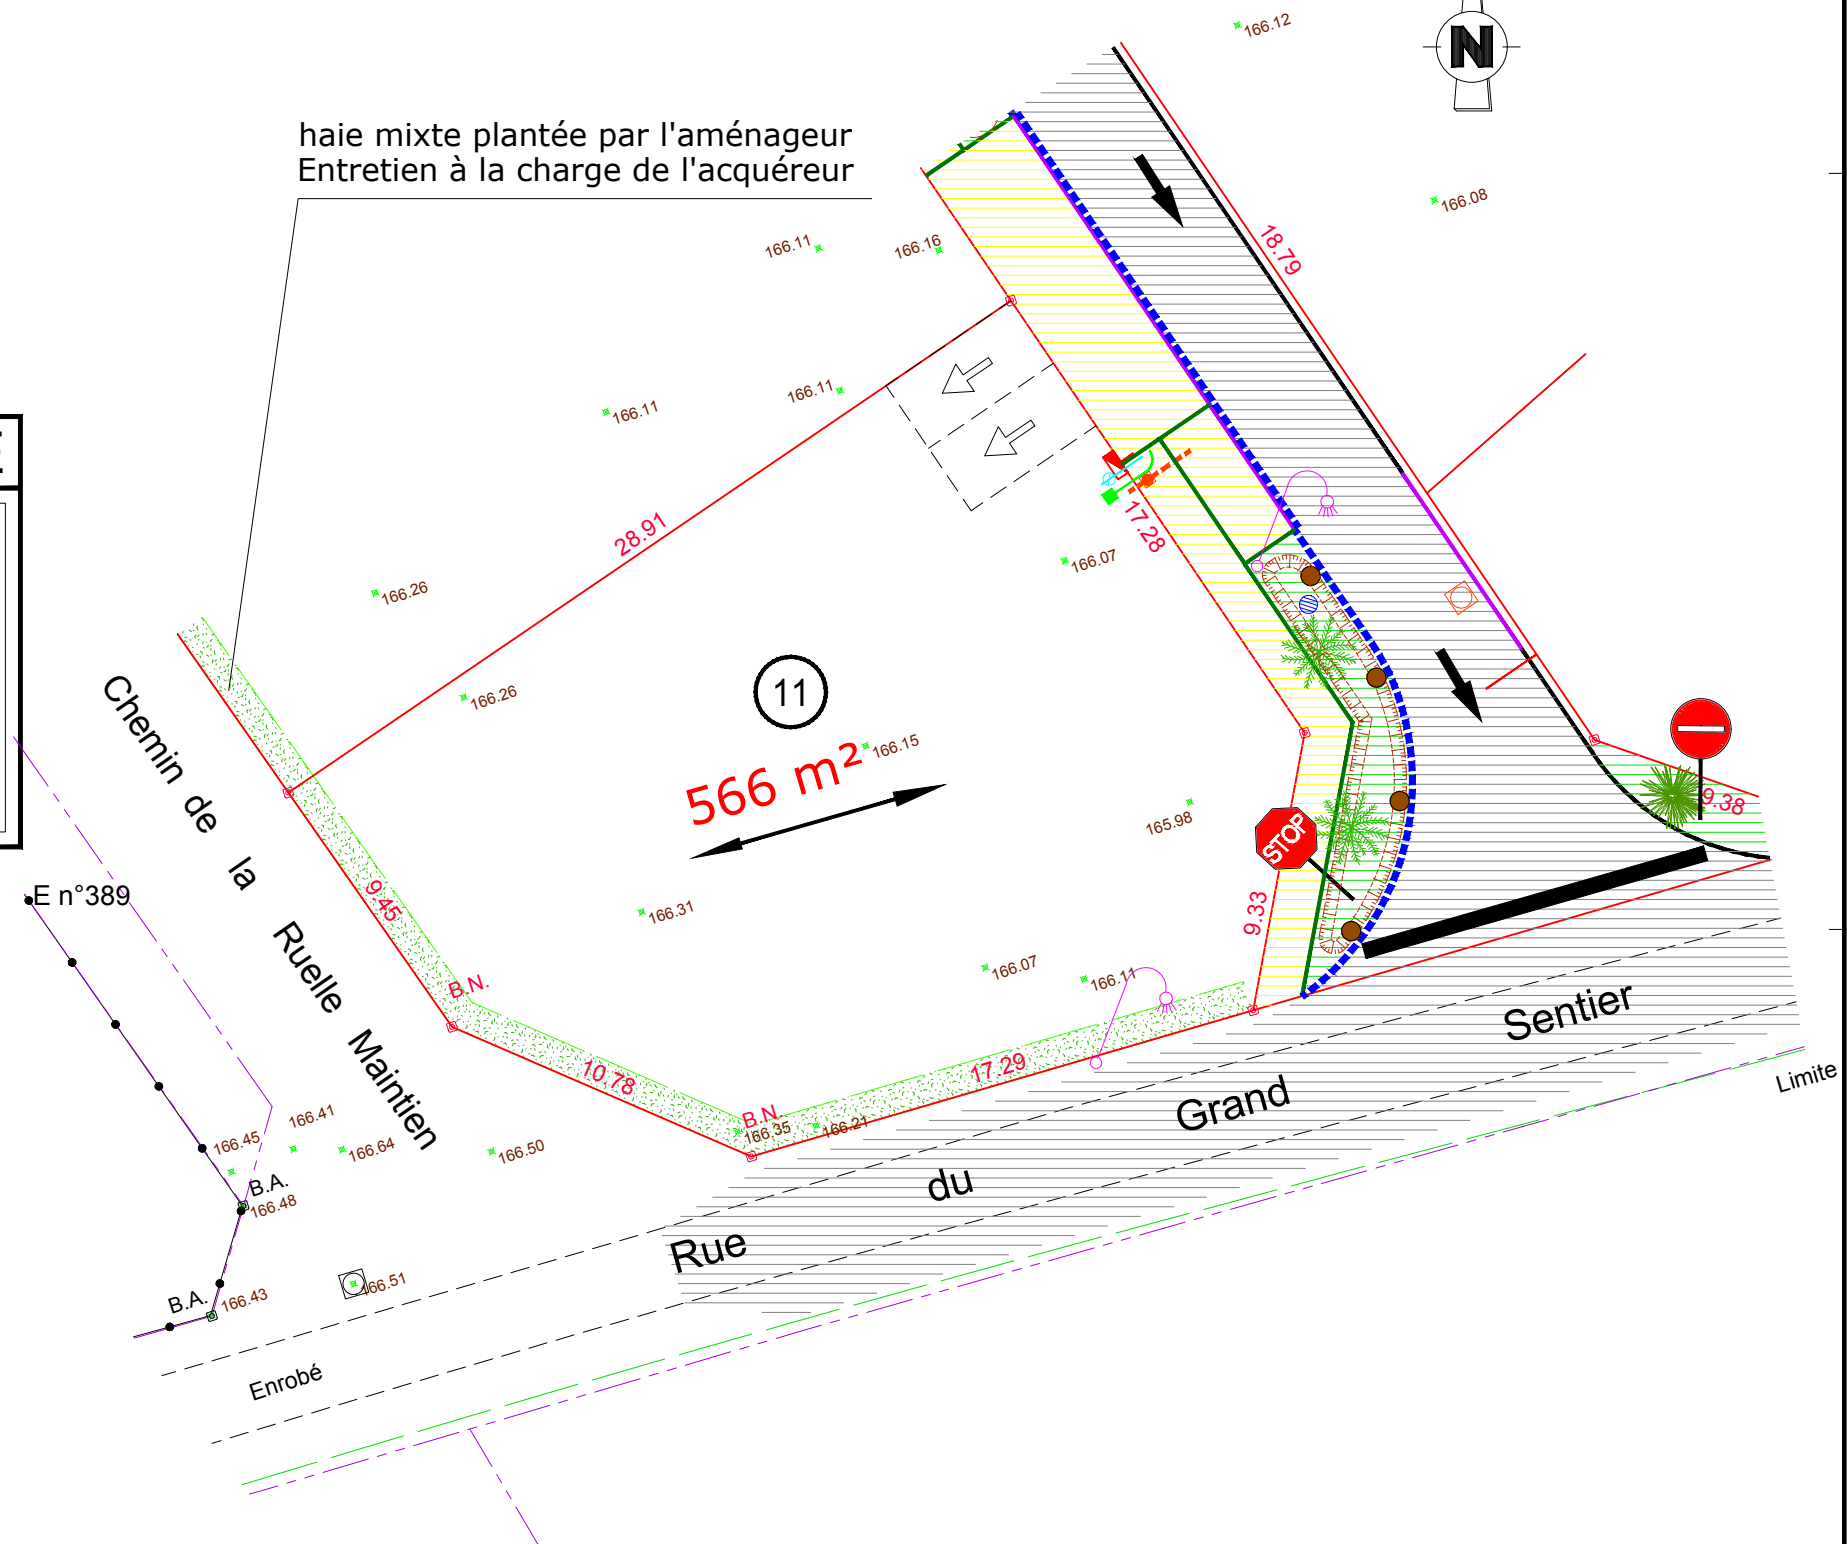 166.12
N
haie mixte plantée par l'aménageur
Entretien à la charge de l'acquéreur
166.08
166.11
166.16
18.79
166.11
166.11
28.91
17.28
166.07
166.26
166.26
11
566 m²
166.15
165.98
9.38
STOP
Chemin de la Ruelle Maintien
E n°389
9.45
166.31
9.33
B.N.
166.07
166.11
Rue du Grand Sentier
17.29
10.78
Limite
B.N.
166.35
166.21
166.41
166.45
166.64
166.50
B.A.
166.48
166.51
B.A.
166.43
Enrobé